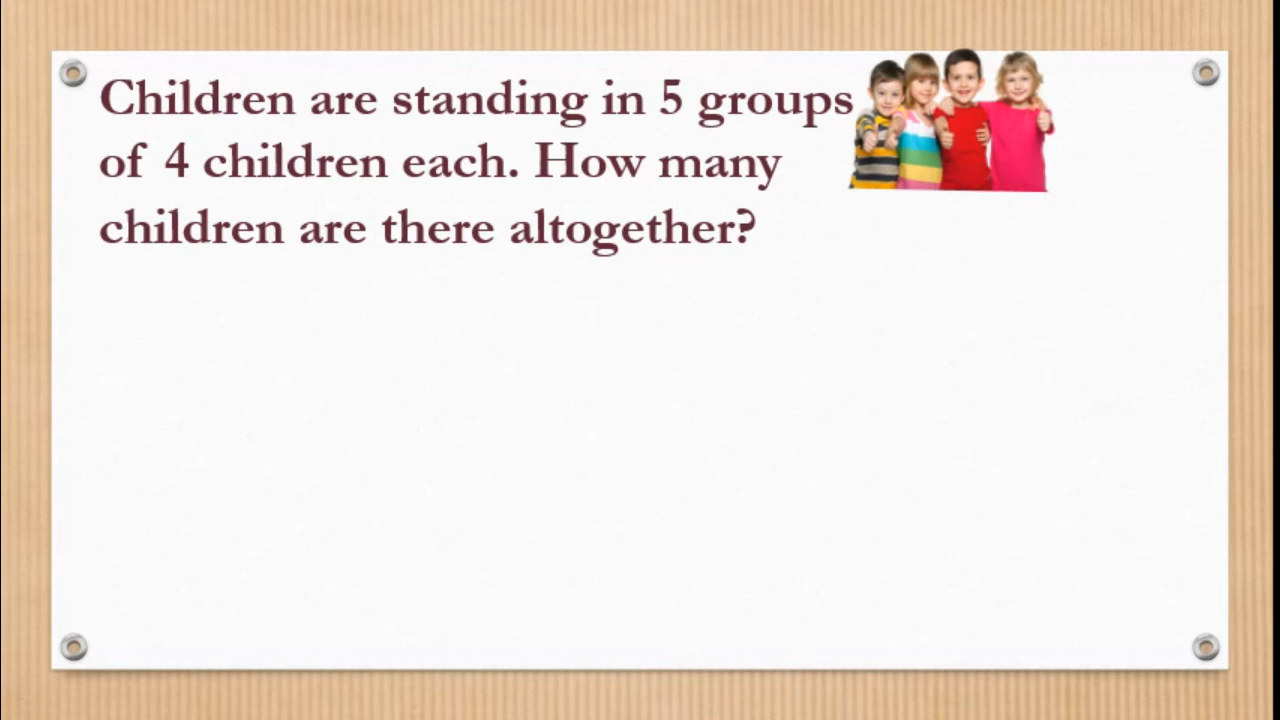 Children are standing in 5 groups
of 4 children each. How many
children are there altogether?